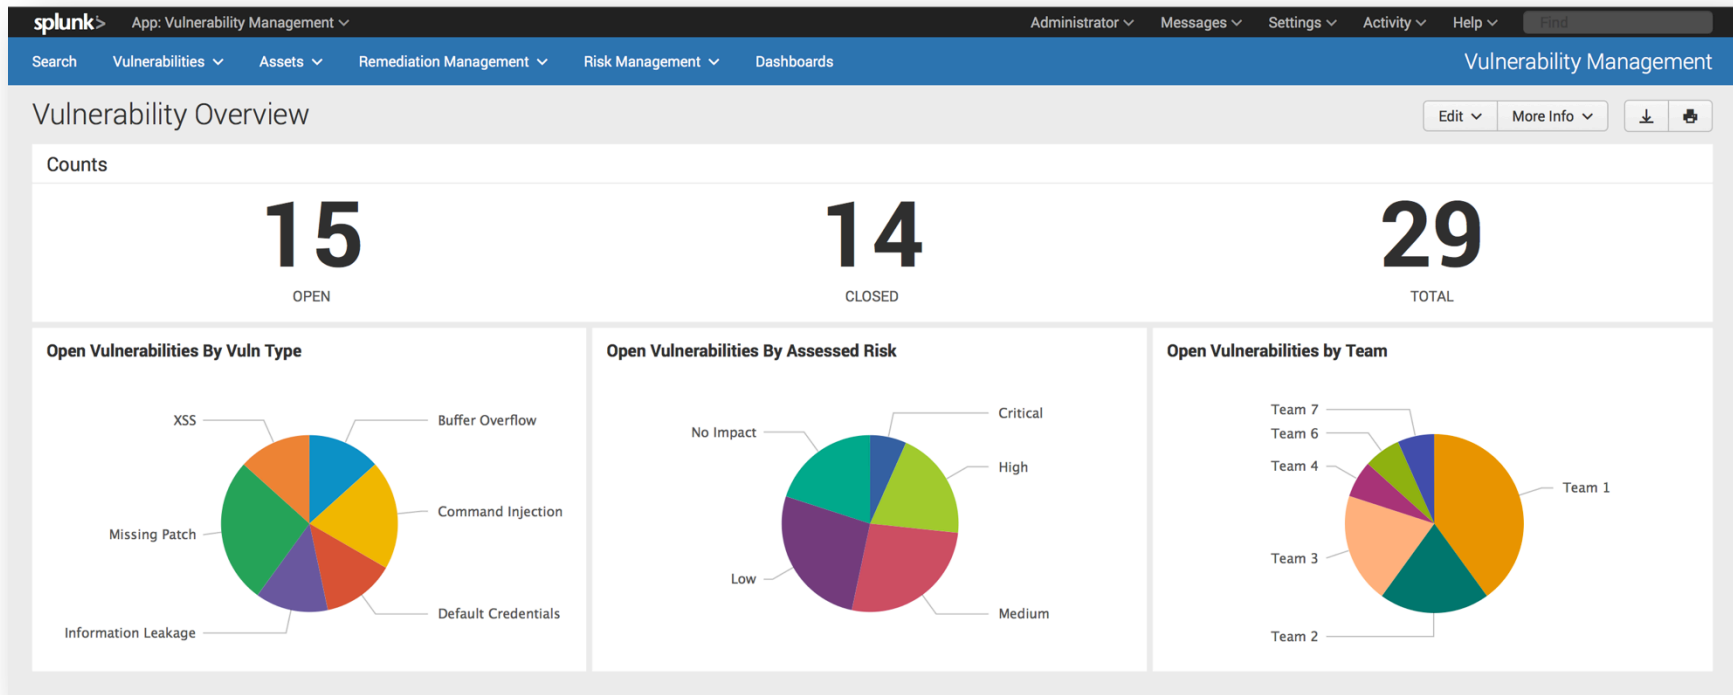 splunk> App: Vulnerability Management Administrator Messages Settings Activity Help Find
Search Vulnerabilities Assets Remediation Management Risk Management Dashboards Vulnerability Management
Vulnerability Overview Edit More Info
Counts
15 14 29
OPEN CLOSED TOTAL
Open Vulnerabilities By Vuln Type
XSS
Buffer Overflow
Command Injection
Missing Patch
Default Credentials
Information Leakage
Open Vulnerabilities By Assessed Risk
Critical
No Impact
High
Low
Medium
Open Vulnerabilities by Team
Team 7
Team 6
Team 4
Team 1
Team 3
Team 2